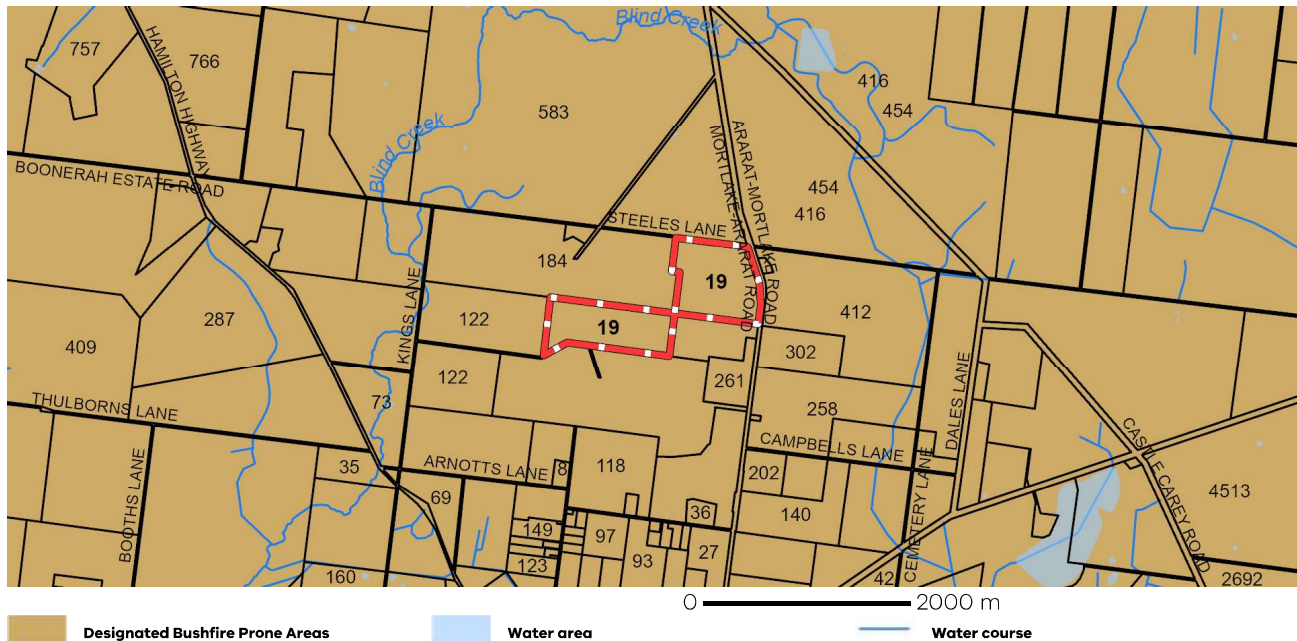 Blind Creek
757
HAMILTON HIGHWAY
766
416
454
583
Blind Creek
BOONERAH ESTATE ROAD
ARARAT-MORTLAKE ROAD
MORTLAKE-ARARAT ROAD
454
416
STEELES LANE
184
19
287
KINGS LANE
122
19
412
409
302
122
261
73
258
DALES LANE
THULBORNS LANE
CASTLE CAREY ROAD
CAMPBELLS LANE
35
ARNOTTS LANE
8
118
202
4513
BOOTHS LANE
69
36
140
149
97
CEMETERY LANE
123
93
27
160
42
2692
0 2000 m
Designated Bushfire Prone Areas
Water area
Water course